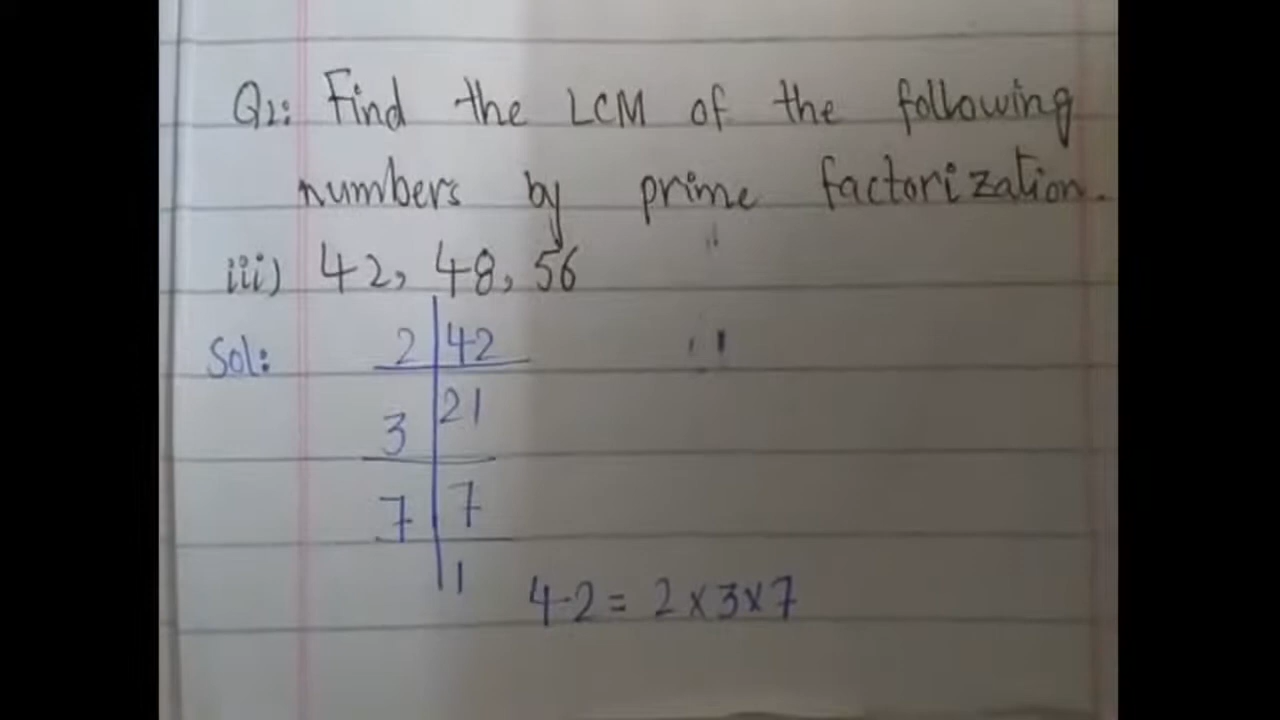 Q2: Find the LCM of the following
numbers by prime factorization.
iii) 42, 48, 56
Sol: 2 | 42
3 | 21
7 | 7
1
42 = 2 × 3 × 7